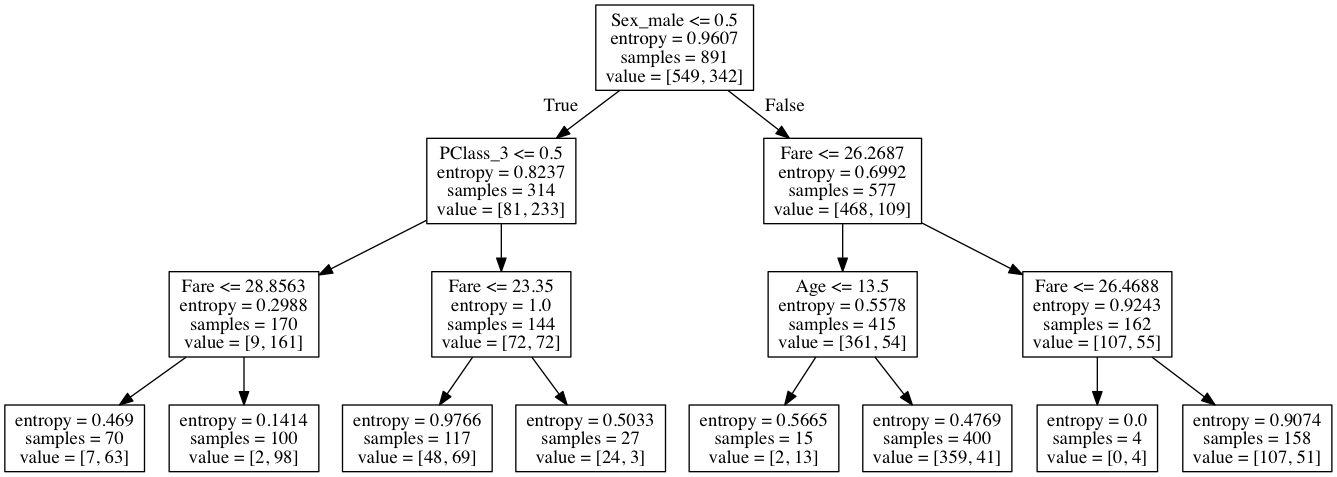 Sex_male <= 0.5
entropy = 0.9607
samples = 891
value = [549, 342]
True
False
PClass_3 <= 0.5
entropy = 0.8237
samples = 314
value = [81, 233]
Fare <= 26.2687
entropy = 0.6992
samples = 577
value = [468, 109]
Fare <= 28.8563
entropy = 0.2988
samples = 170
value = [9, 161]
Fare <= 23.35
entropy = 1.0
samples = 144
value = [72, 72]
Age <= 13.5
entropy = 0.5578
samples = 415
value = [361, 54]
Fare <= 26.4688
entropy = 0.9243
samples = 162
value = [107, 55]
entropy = 0.469
samples = 70
value = [7, 63]
entropy = 0.1414
samples = 100
value = [2, 98]
entropy = 0.9766
samples = 117
value = [48, 69]
entropy = 0.5033
samples = 27
value = [24, 3]
entropy = 0.5665
samples = 15
value = [2, 13]
entropy = 0.4769
samples = 400
value = [359, 41]
entropy = 0.0
samples = 4
value = [0, 4]
entropy = 0.9074
samples = 158
value = [107, 51]